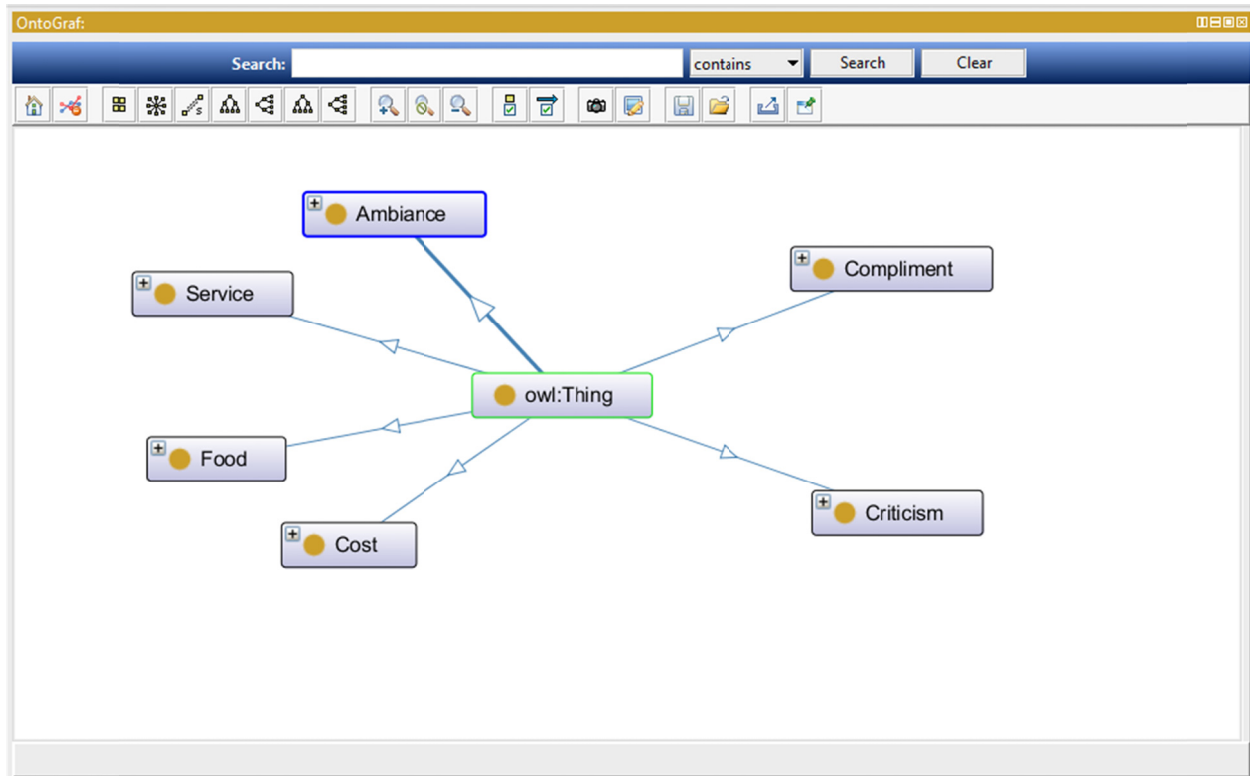 OntoGraf:
Search: contains Search Clear
Ambiance
Compliment
Service
owl:Thing
Food
Criticism
Cost